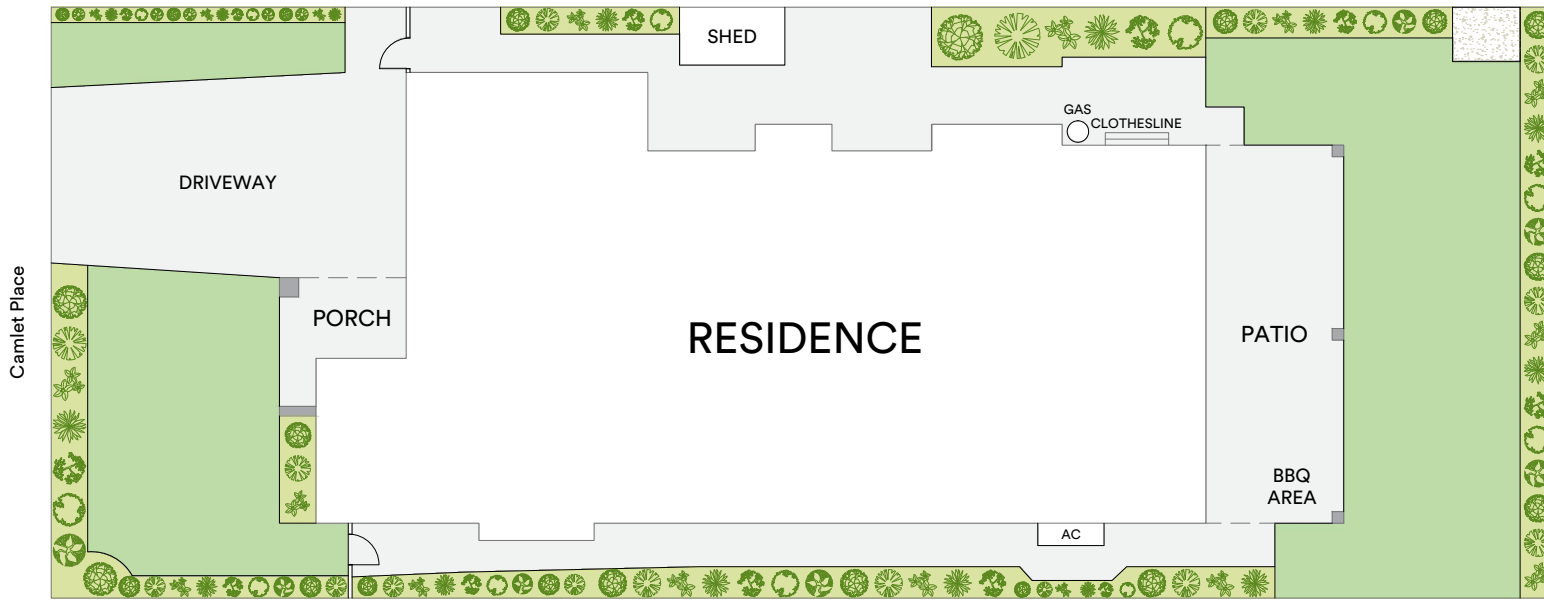 SHED
GAS
CLOTHESLINE
DRIVEWAY
Camlet Place
PORCH
RESIDENCE
PATIO
BBQ
AREA
AC